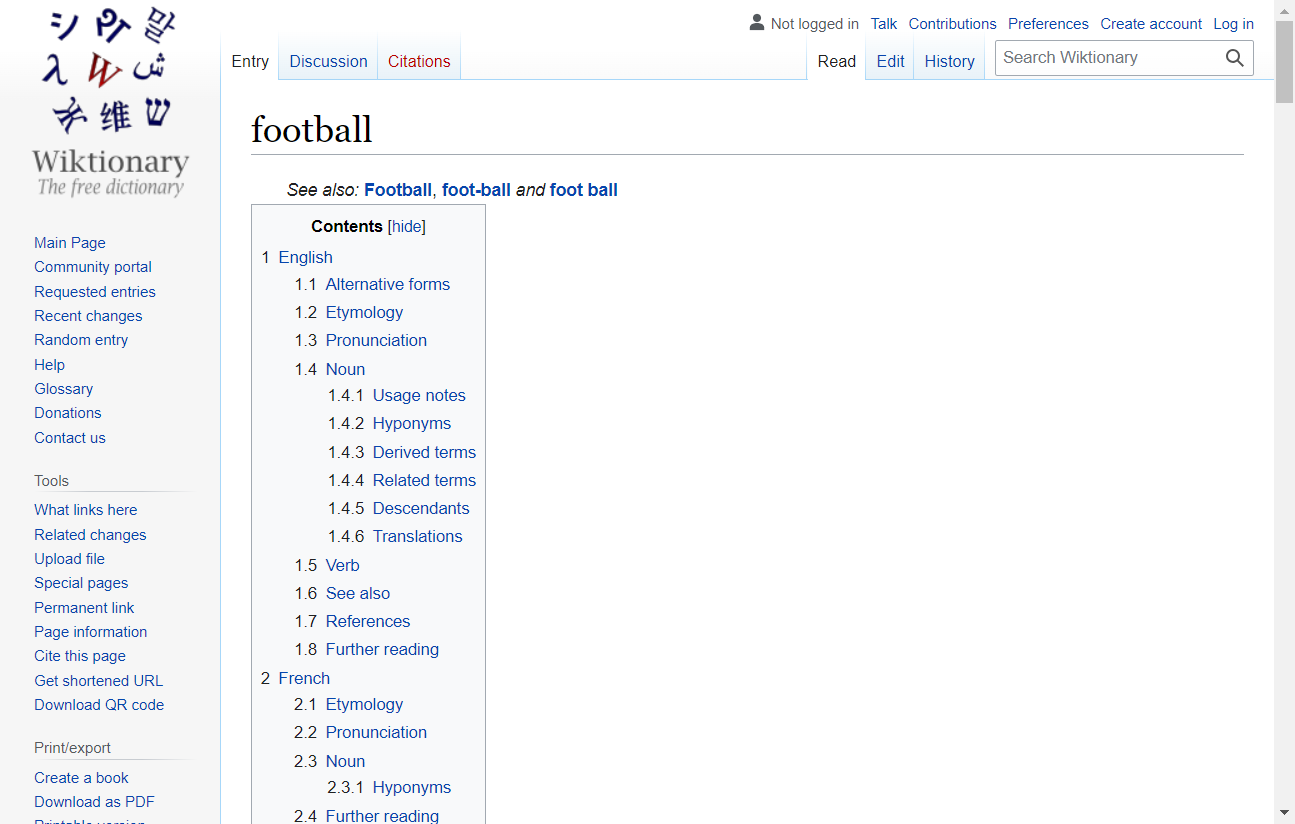 Not logged in Talk Contributions Preferences Create account Log in
Entry Discussion Citations Read Edit History Search Wiktionary
シ 말
λ W ش
维 ש
Wiktionary
The free dictionary
Main Page
Community portal
Requested entries
Recent changes
Random entry
Help
Glossary
Donations
Contact us
Tools
What links here
Related changes
Upload file
Special pages
Permanent link
Page information
Cite this page
Get shortened URL
Download QR code
Print/export
Create a book
Download as PDF
Printable version
football
See also: Football, foot-ball and foot ball
Contents [hide]
1 English
1.1 Alternative forms
1.2 Etymology
1.3 Pronunciation
1.4 Noun
1.4.1 Usage notes
1.4.2 Hyponyms
1.4.3 Derived terms
1.4.4 Related terms
1.4.5 Descendants
1.4.6 Translations
1.5 Verb
1.6 See also
1.7 References
1.8 Further reading
2 French
2.1 Etymology
2.2 Pronunciation
2.3 Noun
2.3.1 Hyponyms
2.4 Further reading